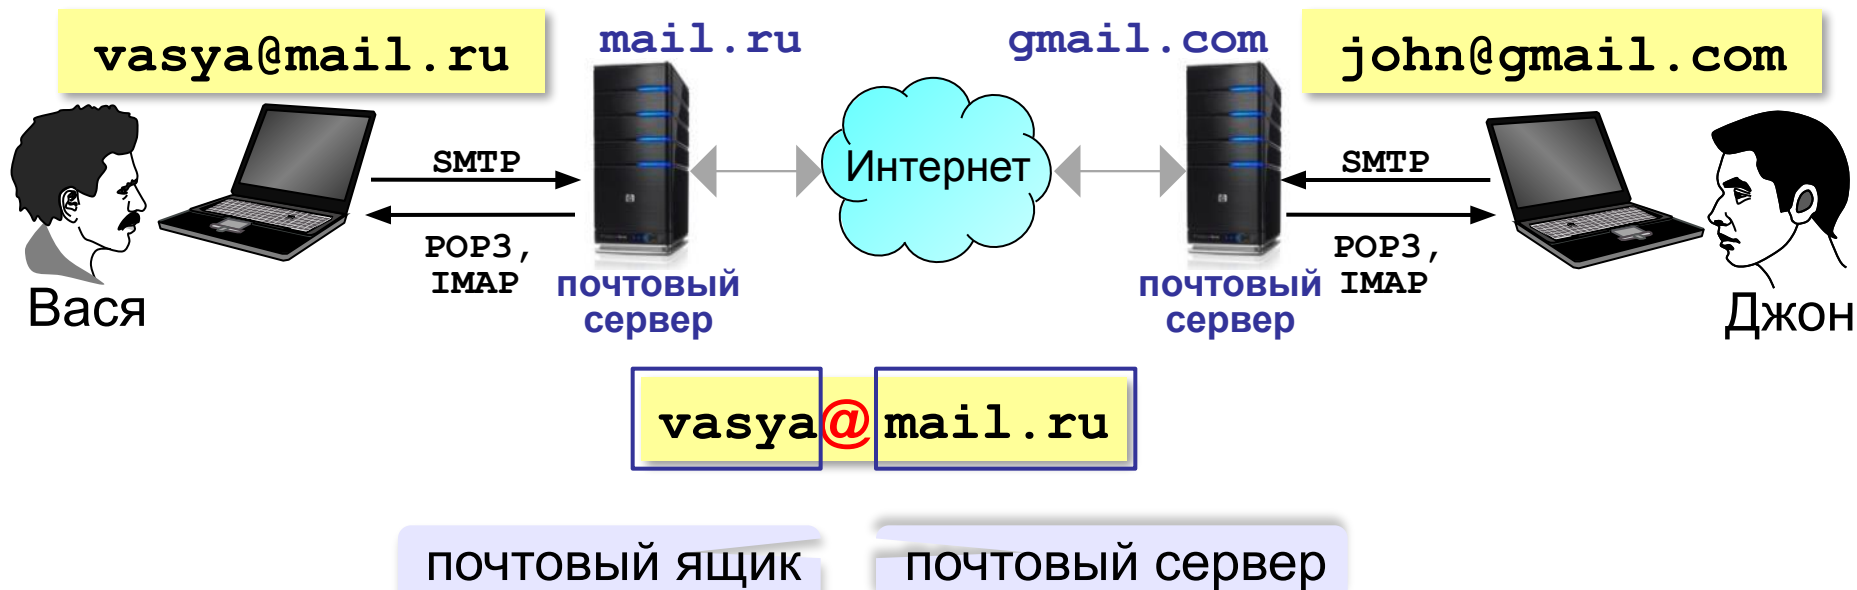 vasya@mail.ru
mail.ru
gmail.com
john@gmail.com
SMTP
Интернет
SMTP
POP3,
IMAP
POP3,
IMAP
почтовый
сервер
почтовый
сервер
Вася
Джон
vasya@mail.ru
почтовый ящик
почтовый сервер